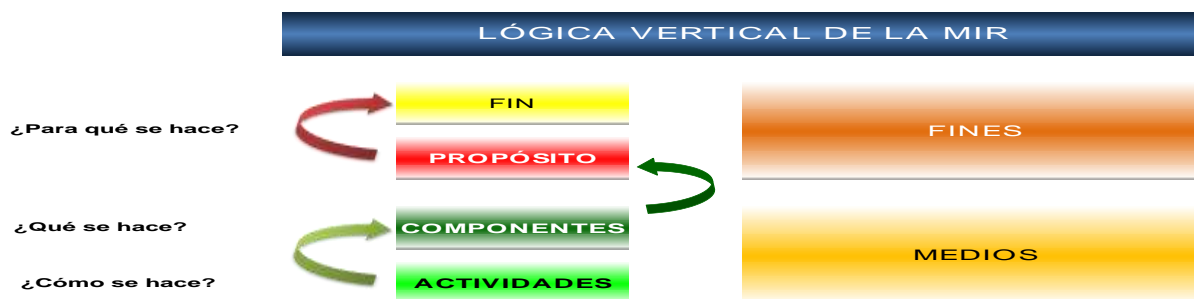 LÓGICA VERTICAL DE LA MIR
FIN
¿Para qué se hace?
FINES
PROPÓSITO
¿Qué se hace?
COMPONENTES
MEDIOS
¿Cómo se hace?
ACTIVIDADES